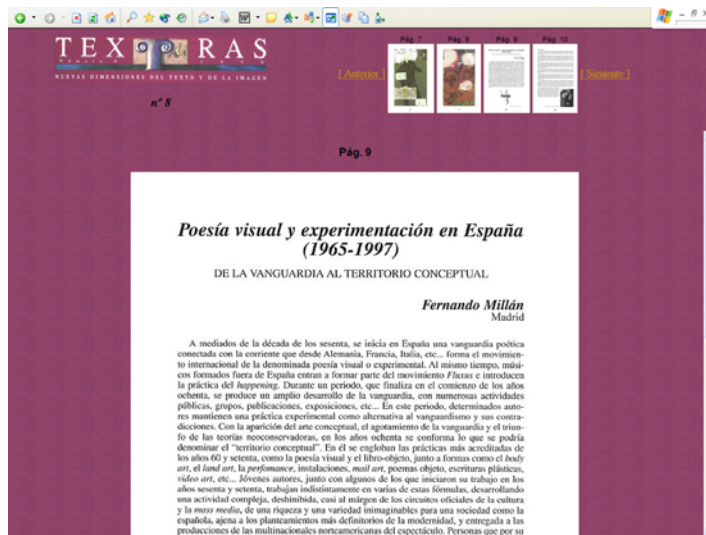 TEXTURAS
NUEVAS DIMENSIONES DEL TEXTO Y DE LA IMAGEN
nº 8
Pág. 7
Pág. 8
Pág. 9
Pág. 10
[ Anterior ]
[ Siguiente ]
Pág. 9
Poesía visual y experimentación en España
(1965-1997)
DE LA VANGUARDIA AL TERRITORIO CONCEPTUAL
Fernando Millán
Madrid
A mediados de la década de los sesenta, se inicia en España una vanguardia poética
conectada con la corriente que desde Alemania, Francia, Italia, etc... forma el movimien-
to internacional de la denominada poesía visual o experimental. Al mismo tiempo, músi-
cos formados fuera de España entran a formar parte del movimiento Fluxus e introducen
la práctica del happening. Durante un periodo, que finaliza en el comienzo de los años
ochenta, se produce un amplio desarrollo de la vanguardia, con numerosas actividades
públicas, grupos, publicaciones, exposiciones, etc... En este periodo, determinados auto-
res mantienen una práctica experimental como alternativa al vanguardismo y sus contra-
dicciones. Con la aparición del arte conceptual, el agotamiento de la vanguardia y el triun-
fo de las teorías neoconservadoras, en los años ochenta se conforma lo que se podría
denominar el "territorio conceptual". En él se engloban las prácticas más acreditadas de
los años 60 y setenta, como la poesía visual y el libro-objeto, junto a formas como el body
art, el land art, la perfomance, instalaciones, mail art, poemas objeto, escrituras plásticas,
video art, etc... Jóvenes autores, junto con algunos de los que iniciaron su trabajo en los
años sesenta y setenta, trabajan indistintamente en varias de estas fórmulas, desarrollando
una actividad compleja, deshinibida, casi al márgen de los circuitos oficiales de la cultura
y la mass media, de una riqueza y una variedad inimaginables para una sociedad como la
española, ajena a los planteamientos más definitorios de la modernidad, y entregada a las
producciones de las multinacionales norteamericanas del espectáculo. Personas que por su